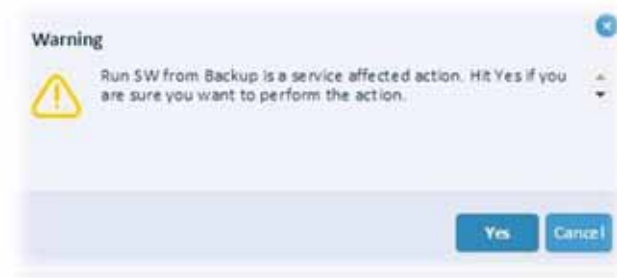 Warning
Run SW from Backup is a service affected action. Hit Yes if you
are sure you want to perform the action.
Yes
Cancel